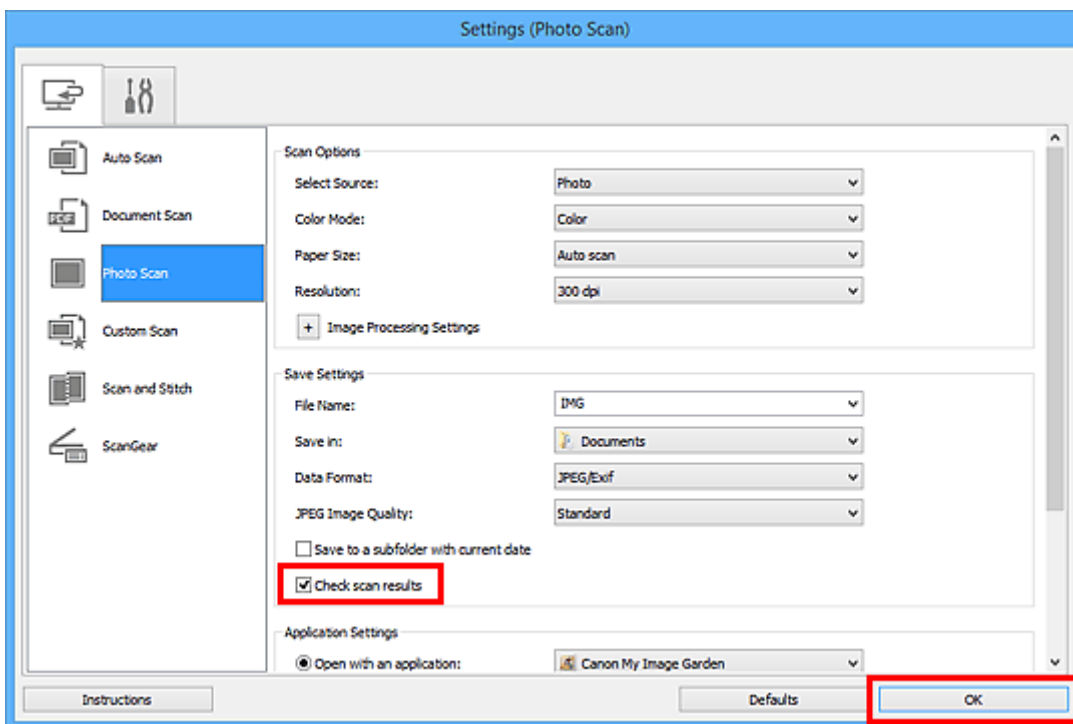 Settings (Photo Scan)
Auto Scan
Document Scan
PDF
Photo Scan
Custom Scan
Scan and Stitch
ScanGear
Scan Options
Select Source: Photo
Color Mode: Color
Paper Size: Auto scan
Resolution: 300 dpi
+ Image Processing Settings
Save Settings
File Name: IMG
Save in: Documents
Data Format: JPEG/Exif
JPEG Image Quality: Standard
Save to a subfolder with current date
Check scan results
Application Settings
Open with an application: Canon My Image Garden
Instructions Defaults OK